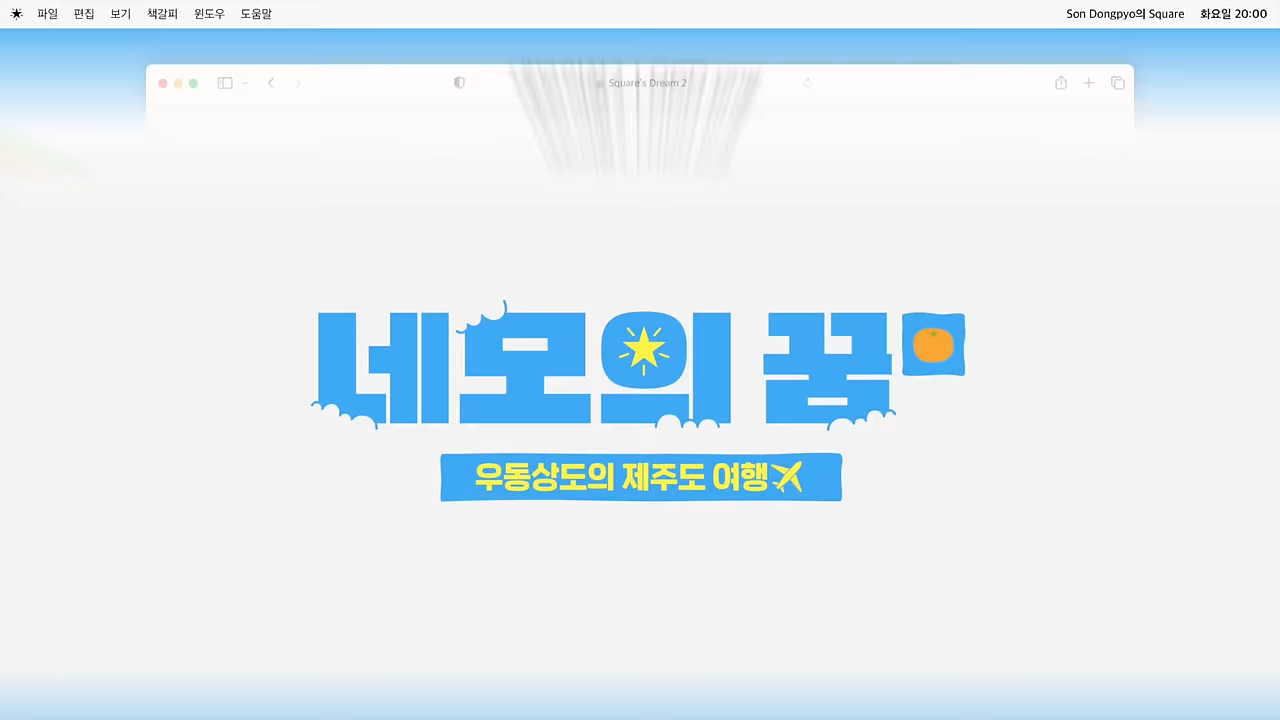 파일 편집 보기 책갈피 윈도우 도움말 Son Dongpyo의 Square 화요일 20:00
Square's Dream 2
네모의 꿈
우동상도의 제주도 여행